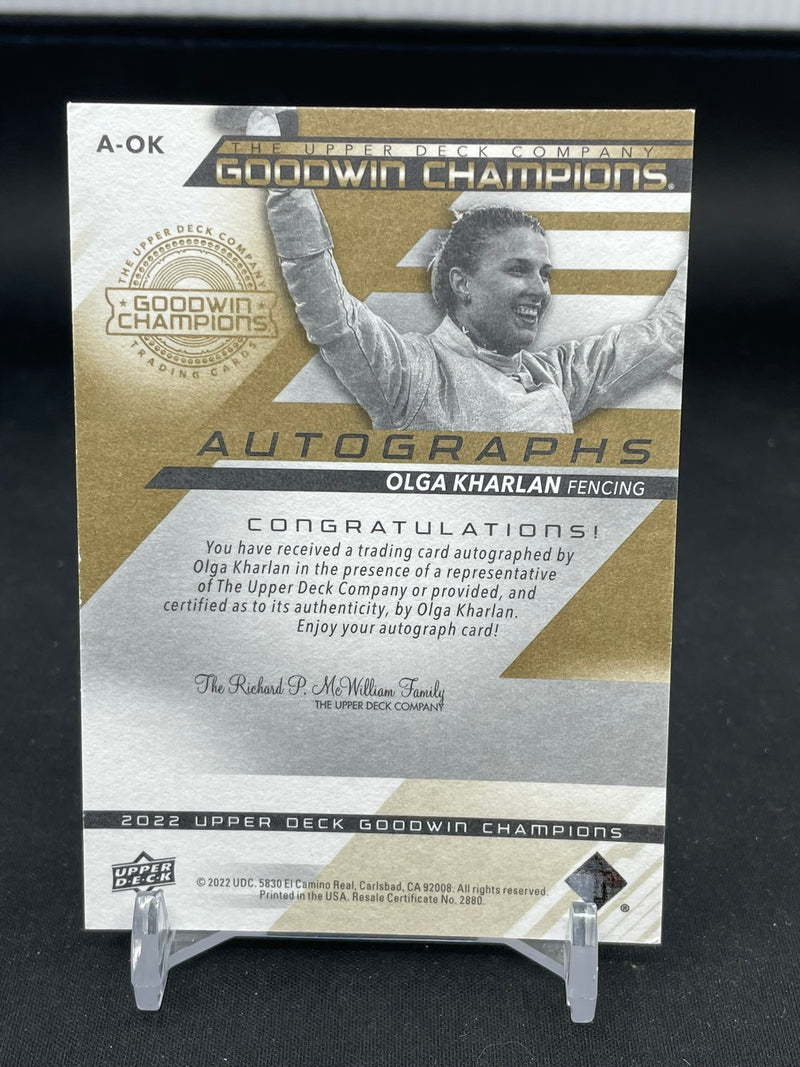 A-OK
THE UPPER DECK COMPANY
GOODWIN CHAMPIONS®
THE UPPER DECK COMPANY
GOODWIN
CHAMPIONS
TRADING CARDS
AUTOGRAPHS
OLGA KHARLAN FENCING
CONGRATULATIONS!
You have received a trading card autographed by
Olga Kharlan in the presence of a representative
of The Upper Deck Company or provided, and
certified as to its authenticity, by Olga Kharlan.
Enjoy your autograph card!
The Richard P. McWilliam Family
THE UPPER DECK COMPANY
2022 UPPER DECK GOODWIN CHAMPIONS
UPPER
D·E·C·K
© 2022 UDC. 5830 El Camino Real, Carlsbad, CA 92008. All rights reserved.
Printed in the USA. Resale Certificate No. 2880.
®